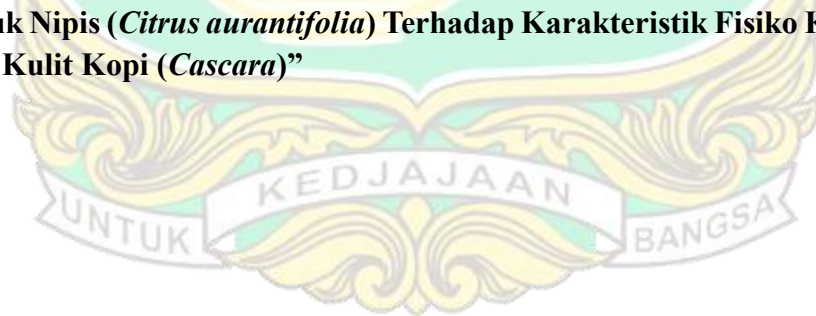 uk Nipis (Citrus aurantifolia) Terhadap Karakteristik Fisiko K
Kulit Kopi (Cascara)”
UNTUK KEDJAJAAN BANGSA